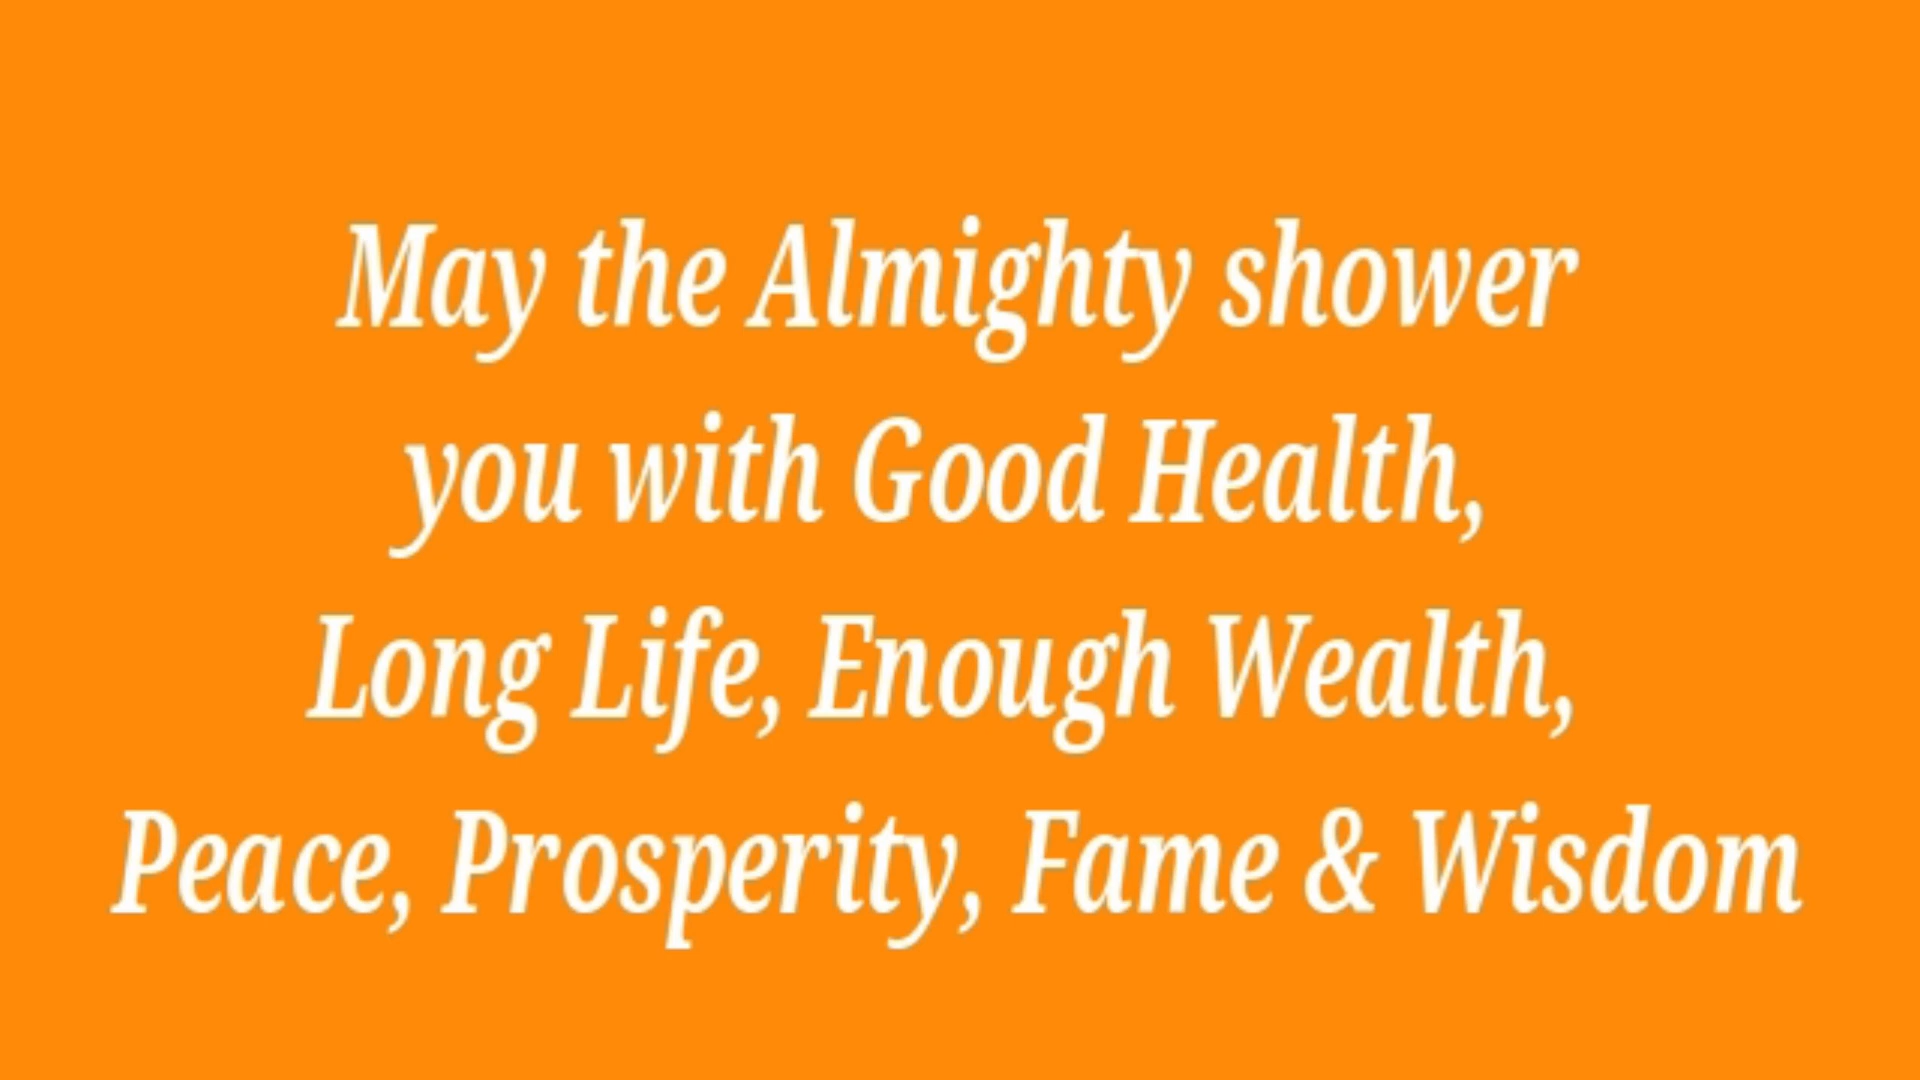 May the Almighty shower
you with Good Health,
Long Life, Enough Wealth,
Peace, Prosperity, Fame & Wisdom